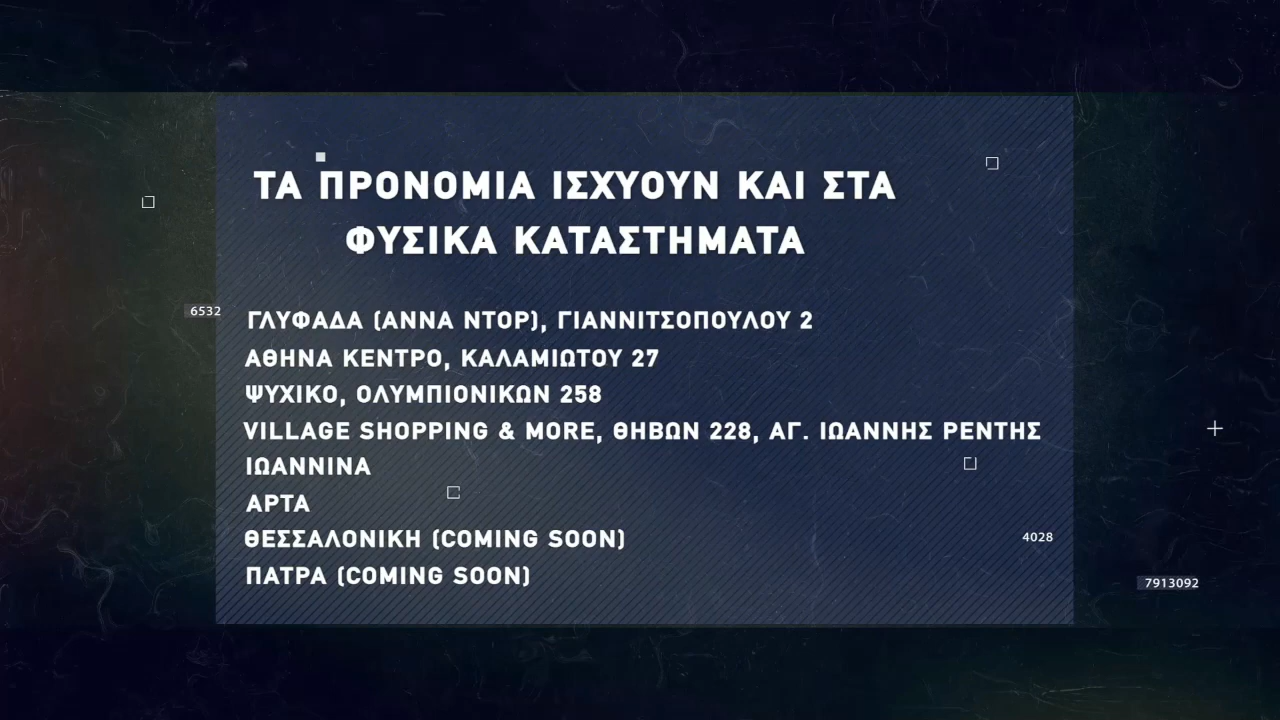 ΤΑ ΠΡΟΝΟΜΙΑ ΙΣΧΥΟΥΝ ΚΑΙ ΣΤΑ
ΦΥΣΙΚΑ ΚΑΤΑΣΤΗΜΑΤΑ
6532
ΓΛΥΦΑΔΑ (ΑΝΝΑ ΝΤΟΡ), ΓΙΑΝΝΙΤΣΟΠΟΥΛΟΥ 2
ΑΘΗΝΑ ΚΕΝΤΡΟ, ΚΑΛΑΜΙΩΤΟΥ 27
ΨΥΧΙΚΟ, ΟΛΥΜΠΙΟΝΙΚΩΝ 258
VILLAGE SHOPPING & MORE, ΘΗΒΩΝ 228, ΑΓ. ΙΩΑΝΝΗΣ ΡΕΝΤΗΣ
ΙΩΑΝΝΙΝΑ
ΑΡΤΑ
ΘΕΣΣΑΛΟΝΙΚΗ (COMING SOON)
4028
ΠΑΤΡΑ (COMING SOON)
7913092